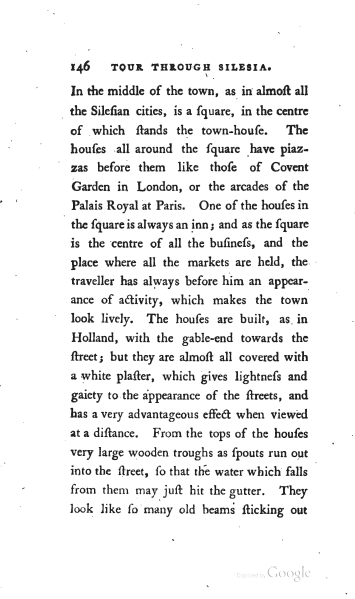 146 TOUR THROUGH SILESIA.
In the middle of the town, as in almoſt all
the Sileſian cities, is a ſquare, in the centre
of which ſtands the town-houſe. The
houſes all around the ſquare have piaz-
zas before them like thoſe of Covent
Garden in London, or the arcades of the
Palais Royal at Paris. One of the houſes in
the ſquare is always an inn; and as the ſquare
is the centre of all the buſineſs, and the
place where all the markets are held, the
traveller has always before him an appear-
ance of activity, which makes the town
look lively. The houſes are built, as in
Holland, with the gable-end towards the
ſtreet; but they are almoſt all covered with
a white plaſter, which gives lightneſs and
gaiety to the appearance of the ſtreets, and
has a very advantageous effect when viewed
at a diſtance. From the tops of the houſes
very large wooden troughs as ſpouts run out
into the ſtreet, ſo that the water which falls
from them may juſt hit the gutter. They
look like ſo many old beams ſticking out
Digitized by Google